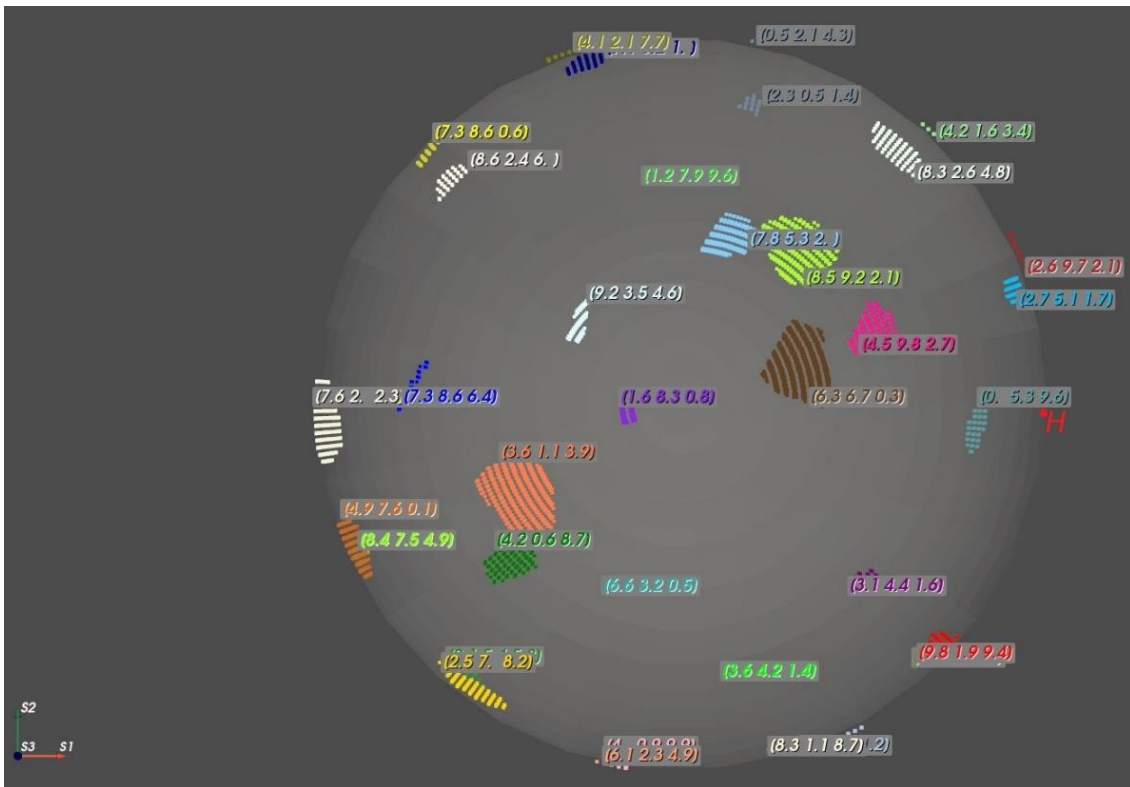 (4.1 2.1 7.7) 1. )
(0.5 2.1 4.3)
(2.3 0.5 1.4)
(7.3 8.6 0.6)
(4.2 1.6 3.4)
(8.6 2.4 6. )
(8.3 2.6 4.8)
(1.2 7.9 9.6)
(7.8 5.3 2. )
(2.6 9.7 2.1)
(8.5 9.2 2.1)
(9.2 3.5 4.6)
(2.7 5.1 1.7)
(4.5 9.8 2.7)
(7.6 2. 2.3 (7.3 8.6 6.4)
(1.6 8.3 0.8)
(6.3 6.7 0.3)
(0. 5.3 9.6)
H
(3.6 1.1 3.9)
(4.9 7.6 0.1)
(8.4 7.5 4.9)
(4.2 0.6 8.7)
(6.6 3.2 0.5)
(3.1 4.4 1.6)
(9.8 1.9 9.4)
(2.5 7. 8.2)
(3.6 4.2 1.4)
(8.3 1.1 8.7) .2)
(6.1 2.3 4.9)
S2
S3 S1